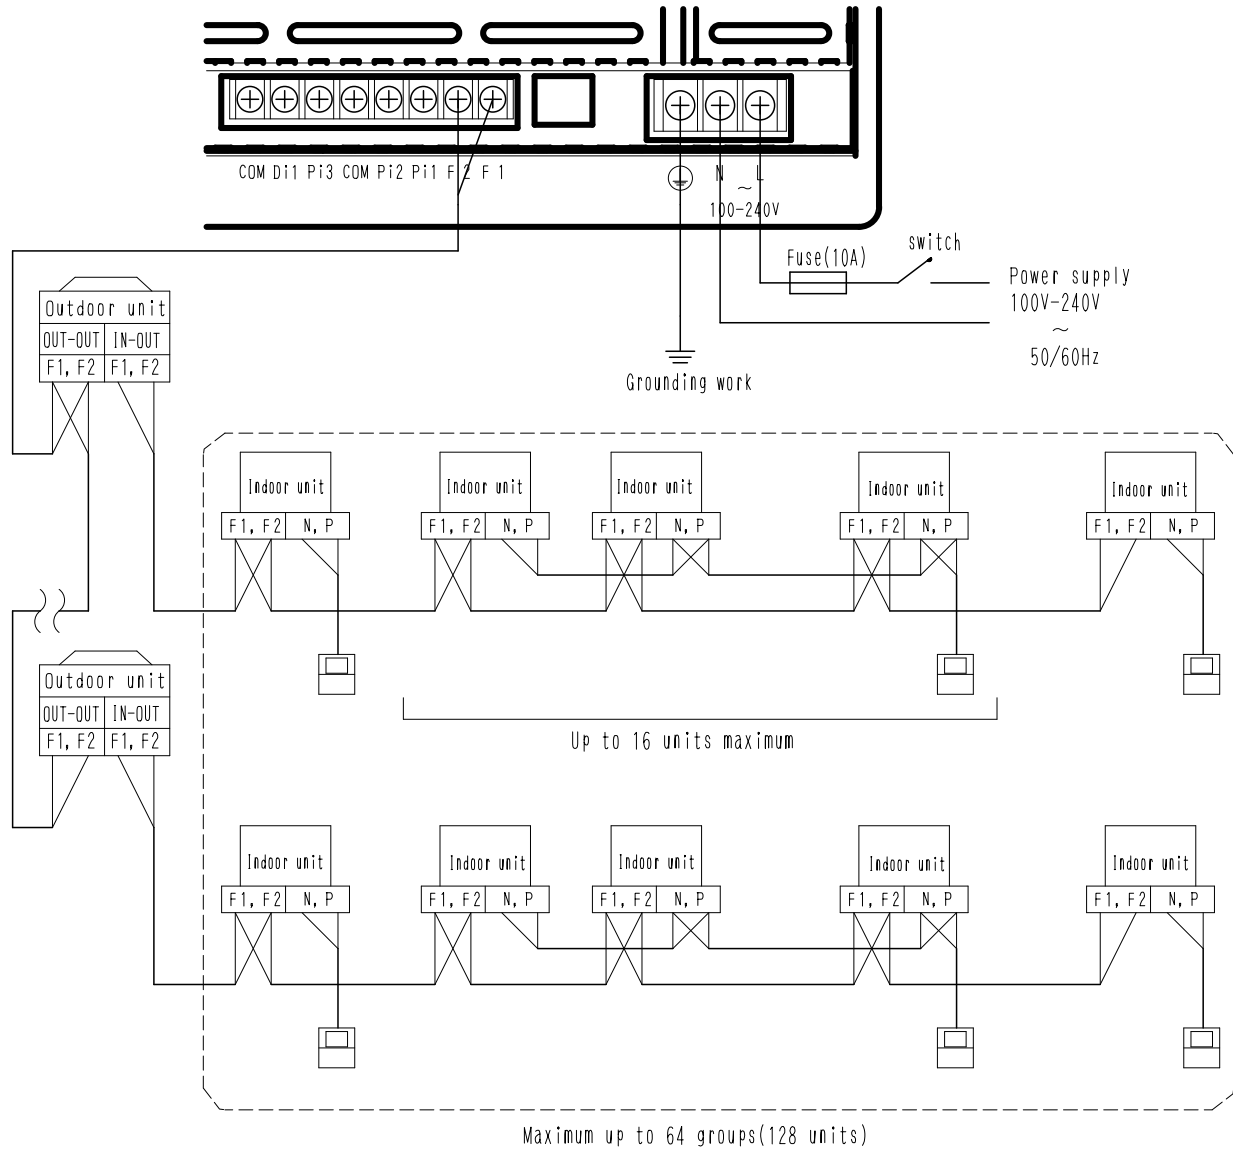 COM Di1 Pi3 COM Pi2 Pi1 F 2 F 1
N L
~
100-240V
Fuse(10A)
switch
Power supply
100V-240V
~
50/60Hz
Grounding work
Outdoor unit
OUT-OUT IN-OUT
F1, F2 F1, F2
Indoor unit Indoor unit Indoor unit Indoor unit Indoor unit
F1, F2 N, P F1, F2 N, P F1, F2 N, P F1, F2 N, P F1, F2 N, P
Outdoor unit
OUT-OUT IN-OUT
F1, F2 F1, F2
Up to 16 units maximum
Indoor unit Indoor unit Indoor unit Indoor unit Indoor unit
F1, F2 N, P F1, F2 N, P F1, F2 N, P F1, F2 N, P F1, F2 N, P
Maximum up to 64 groups(128 units)